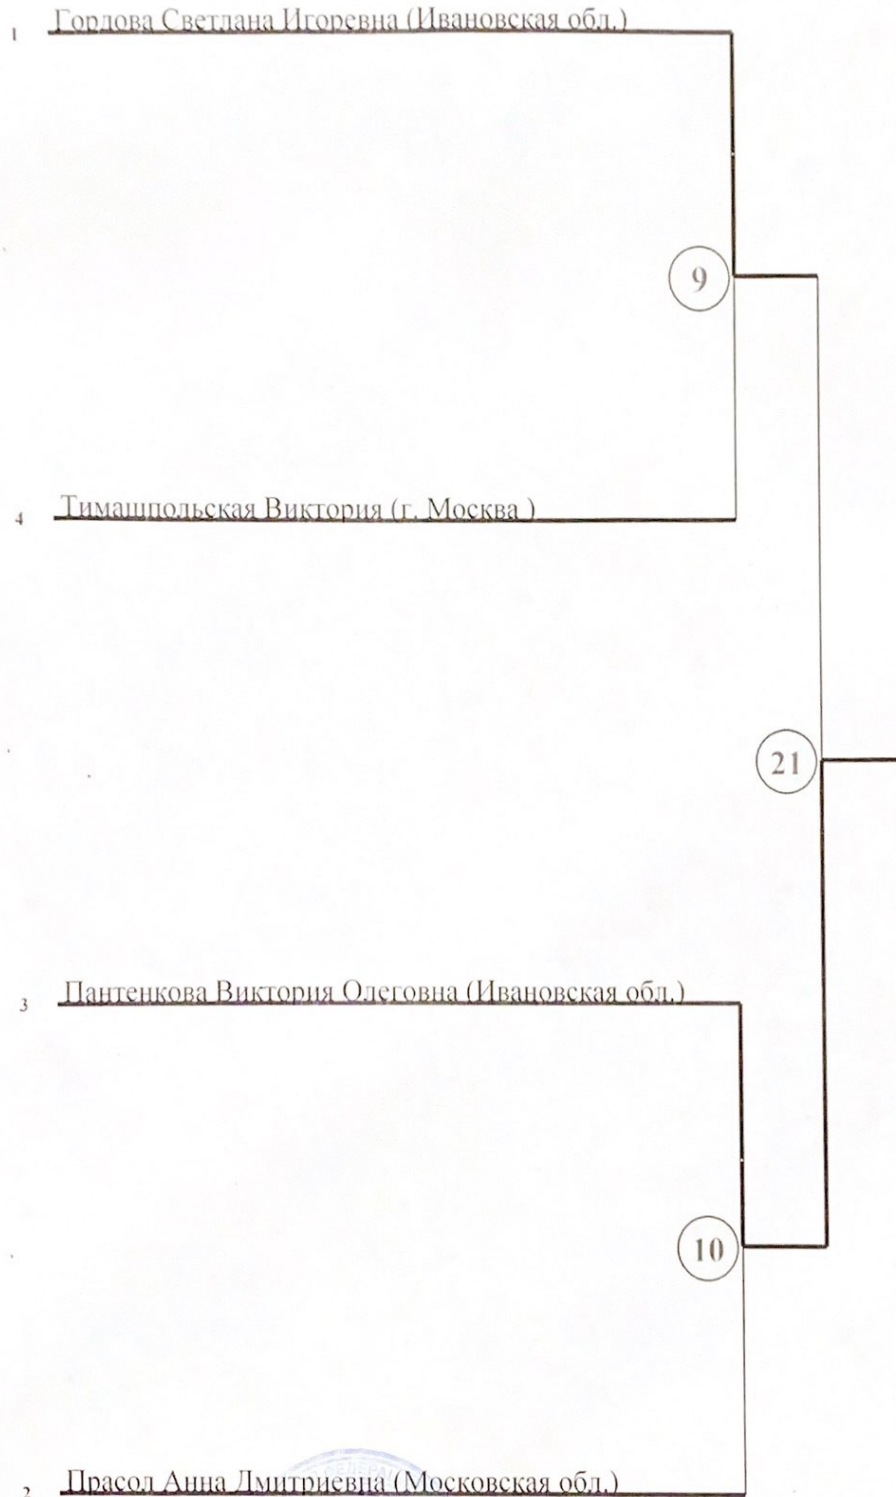 1 Гордова Светлана Игоревна (Ивановская обл.)
9
4 Тимашпольская Виктория (г. Москва )
21
3 Пантенкова Виктория Олеговна (Ивановская обл.)
10
2 Прасол Анна Дмитриевна (Московская обл.)